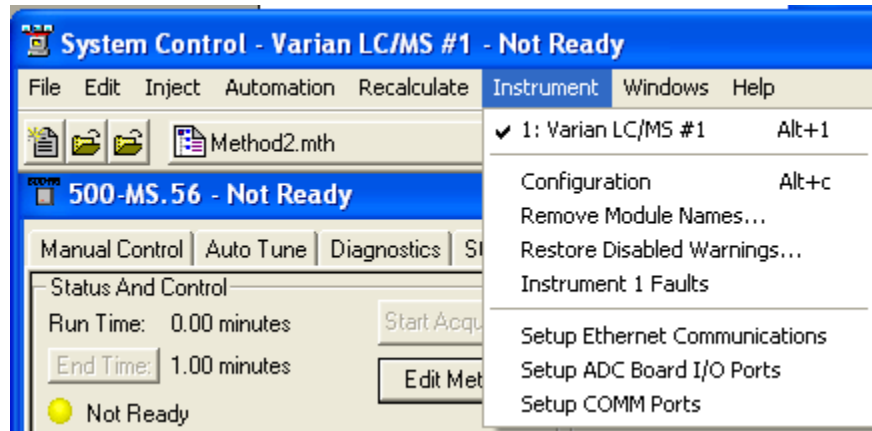 System Control - Varian LC/MS #1 - Not Ready
File Edit Inject Automation Recalculate Instrument Windows Help
Method2.mth
1: Varian LC/MS #1 Alt+1
Configuration Alt+c
Remove Module Names...
Restore Disabled Warnings...
Instrument 1 Faults
Setup Ethernet Communications
Setup ADC Board I/O Ports
Setup COMM Ports
500-MS.56 - Not Ready
Manual Control Auto Tune Diagnostics
Status And Control
Run Time: 0.00 minutes Start
End Time: 1.00 minutes Edit
Not Ready